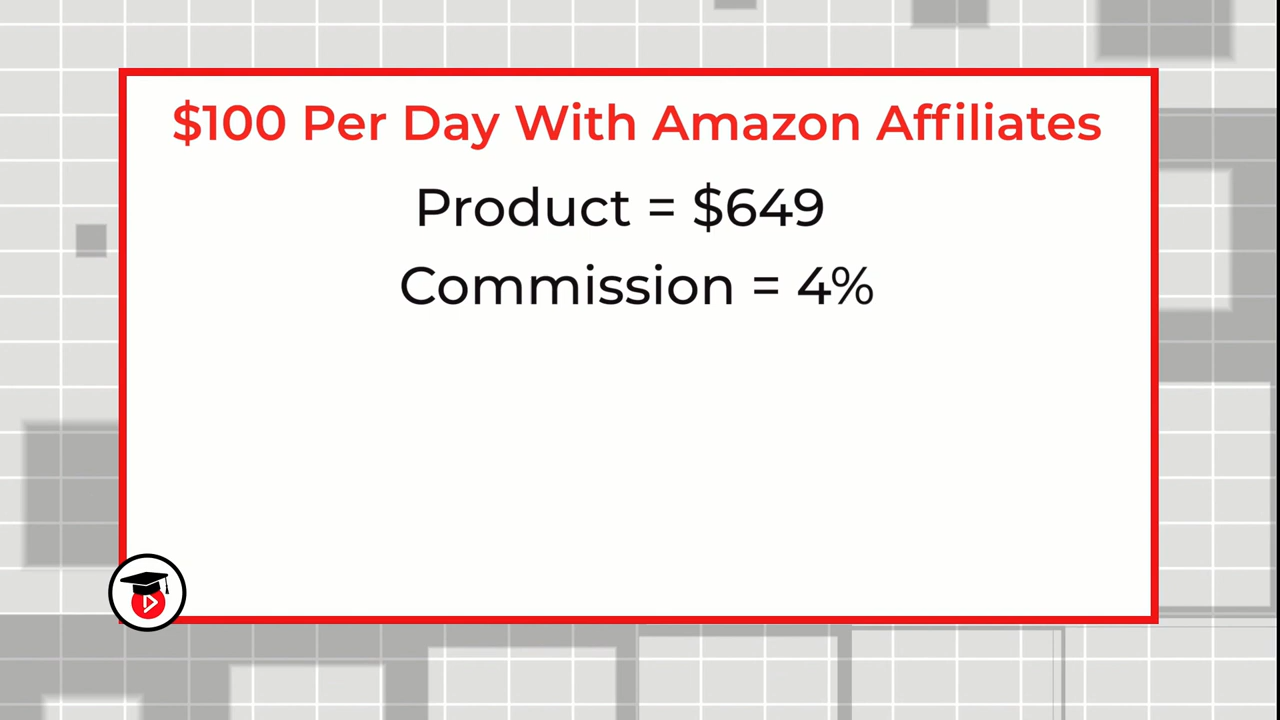 $100 Per Day With Amazon Affiliates
Product = $649
Commission = 4%